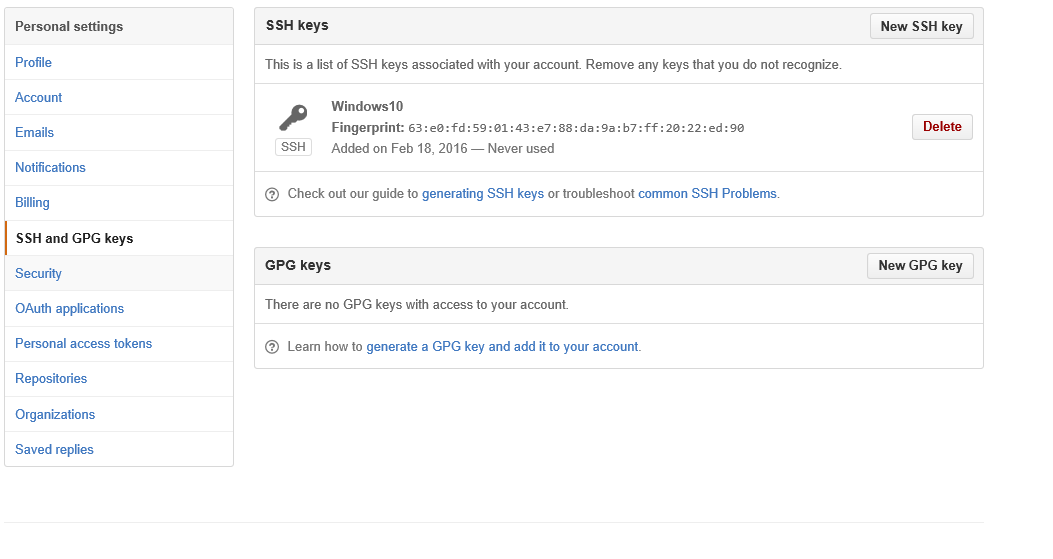 Personal settings
Profile
Account
Emails
Notifications
Billing
SSH and GPG keys
Security
OAuth applications
Personal access tokens
Repositories
Organizations
Saved replies
SSH keys
New SSH key
This is a list of SSH keys associated with your account. Remove any keys that you do not recognize.
Windows10
Fingerprint: 63:e0:fd:59:01:43:e7:88:da:9a:b7:ff:20:22:ed:90
Added on Feb 18, 2016 — Never used
SSH
Delete
Check out our guide to generating SSH keys or troubleshoot common SSH Problems.
GPG keys
New GPG key
There are no GPG keys with access to your account.
Learn how to generate a GPG key and add it to your account.